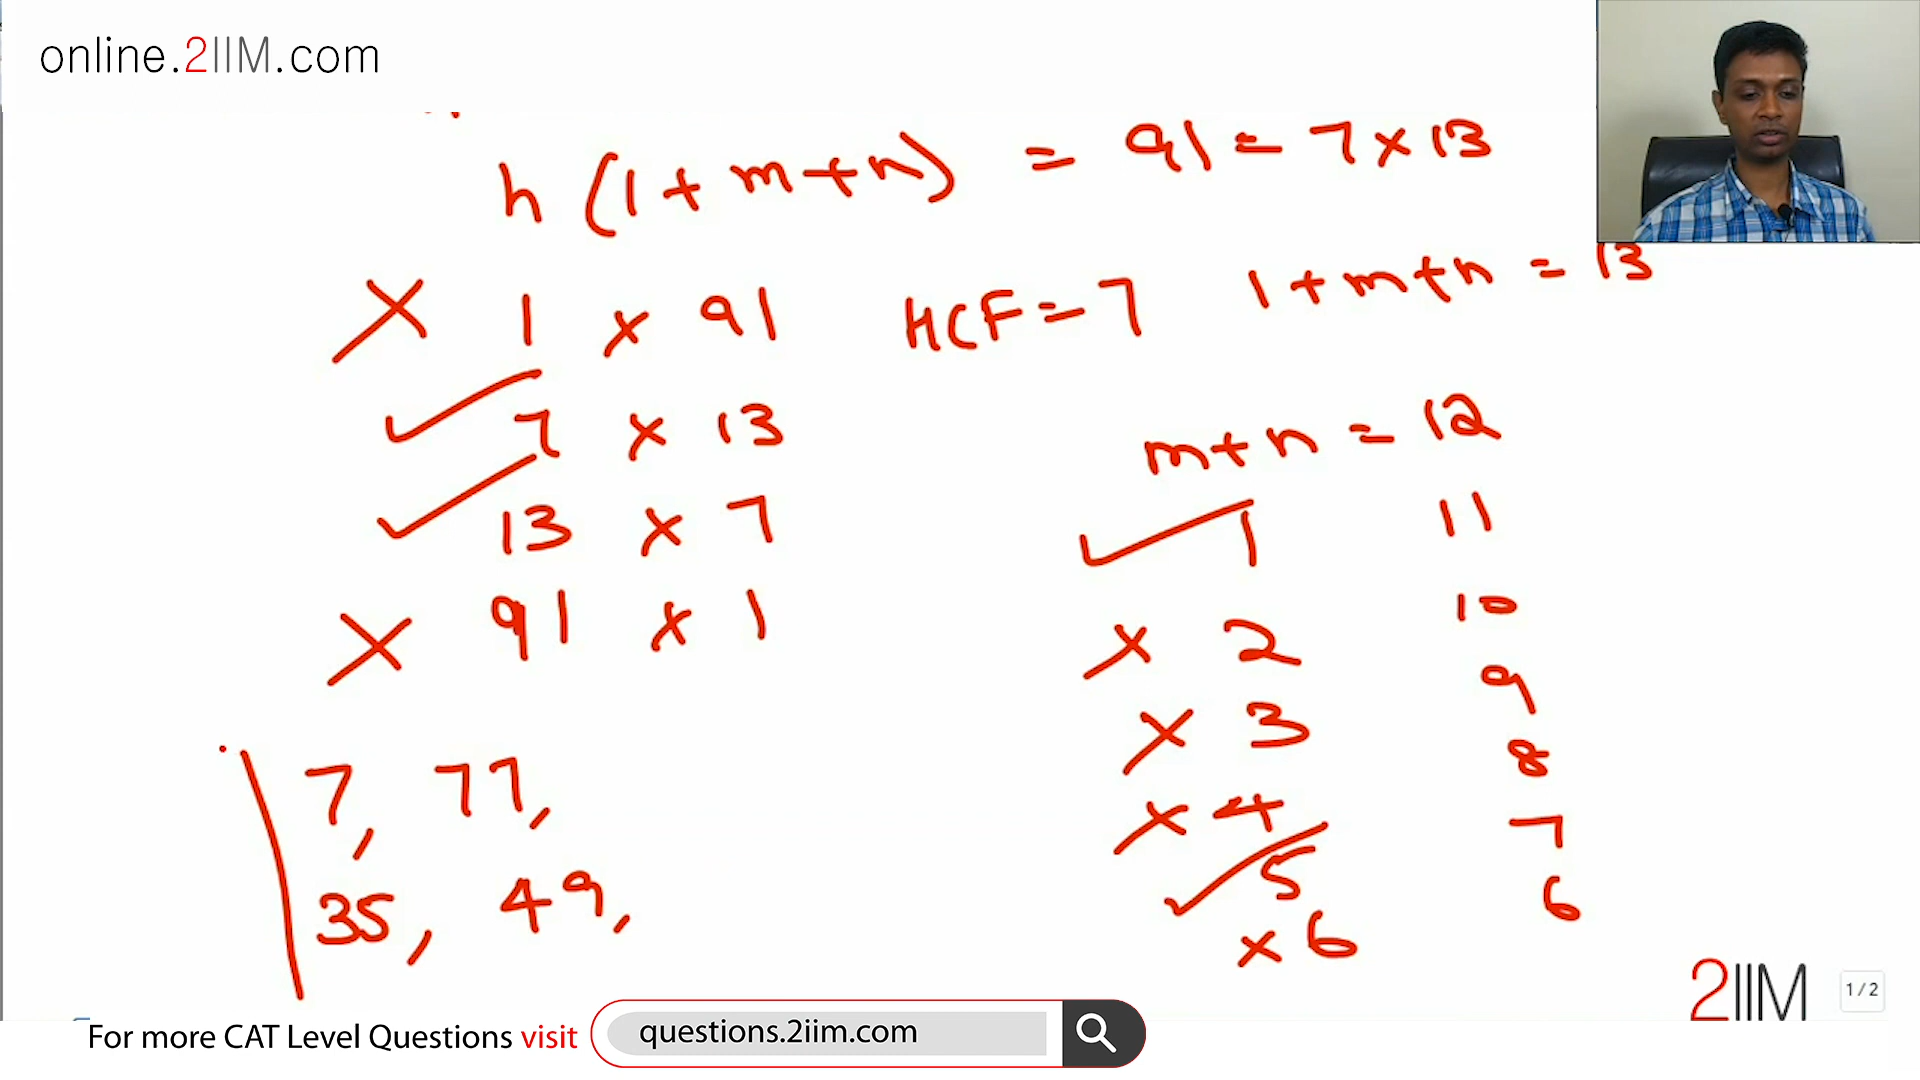 online.2IIM.com
h (1 + m + n) = 91 = 7 x 13
1 x 91
HCF = 7
1 + m + n = 13
7 x 13
13 x 7
91 x 1
m + n = 12
1 11
2 10
3 9
4 8
5 7
6 6
7, 77,
35, 49,
2IIM
1 / 2
For more CAT Level Questions visit
questions.2iim.com